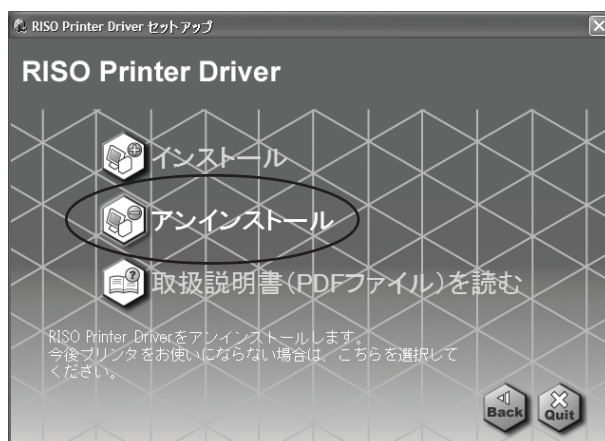 RISO Printer Driver セットアップ
RISO Printer Driver
インストール
アンインストール
取扱説明書(PDFファイル)を読む
RISO Printer Driverをアンインストールします。
今後プリンタをお使いにならない場合は、こちらを選択して
ください。
Back
Quit